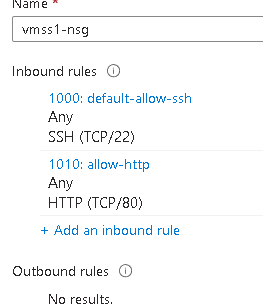 Name *
vmss1-nsg
Inbound rules
1000: default-allow-ssh
Any
SSH (TCP/22)
1010: allow-http
Any
HTTP (TCP/80)
+ Add an inbound rule
Outbound rules
No results.